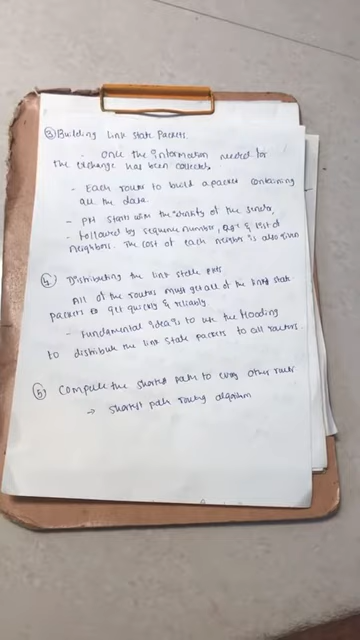 ③ Building link state packets
- once the information needed for
the exchange has been collected,
- Each router to build a packet containing
all the data.
- Pkt starts with the identity of the sender,
- followed by sequence number, & list of
neighbors. The cost of each neighbor is also given
④ Distributing the link state pkts
All of the routers must get all of the link state
packets to get quickly & reliably.
- Fundamental idea is to use the flooding
to distribute the link state packets to all routers
⑤ compute the shortest paths to every other router
→ shortest path routing algorithm